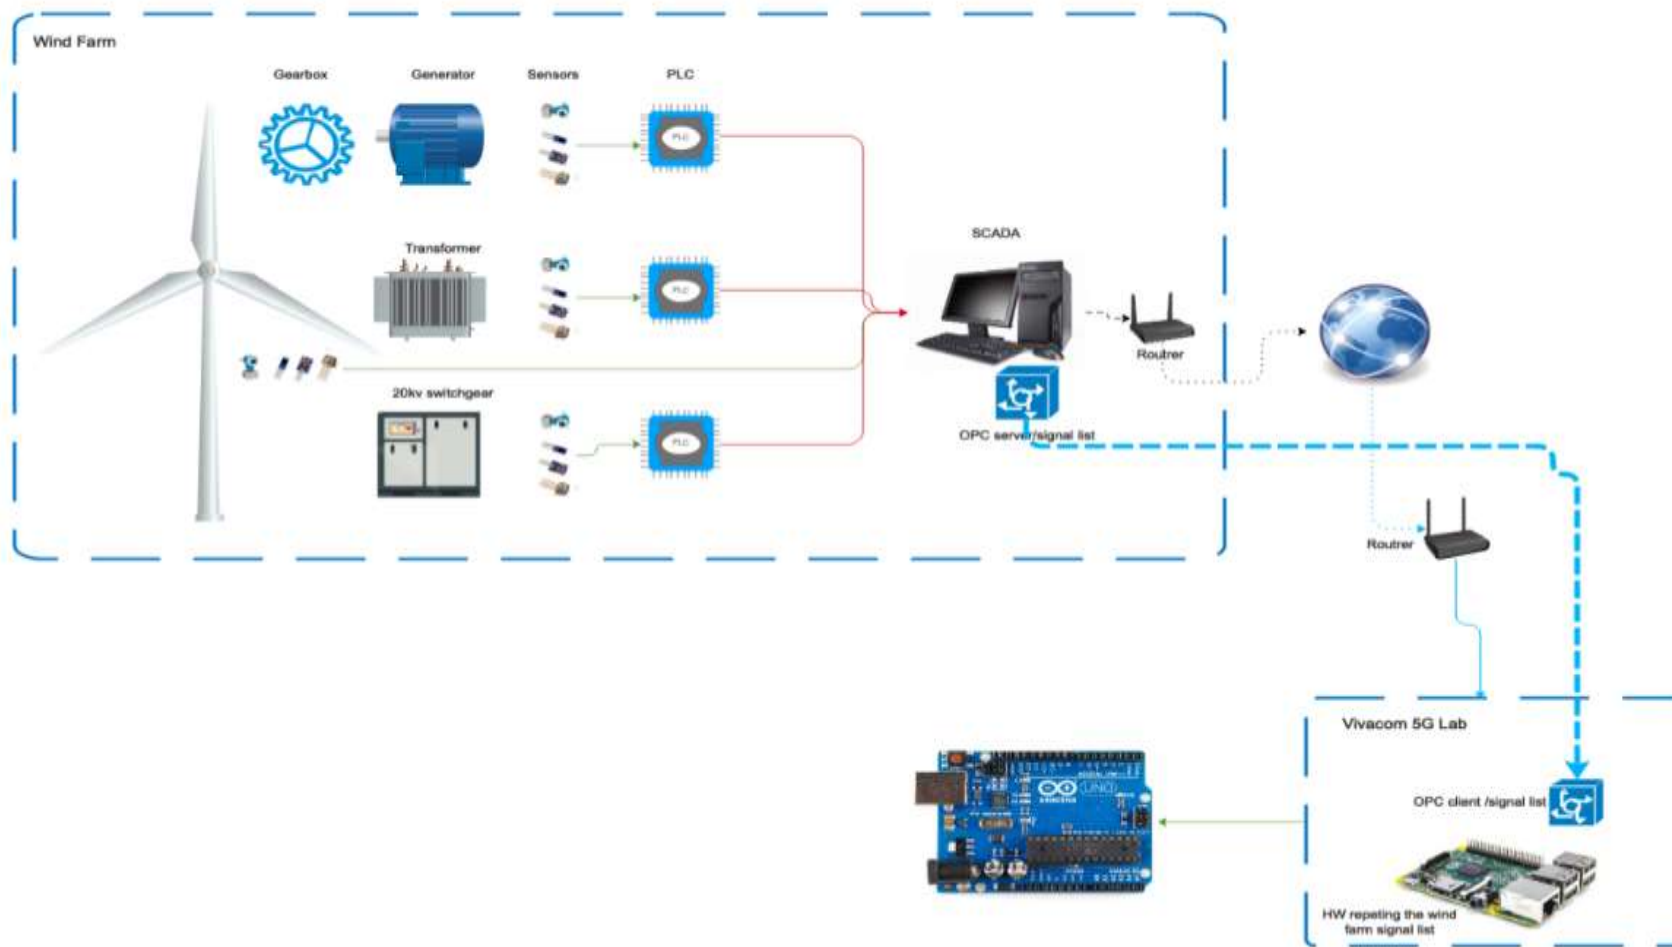 Wind Farm
Gearbox
Generator
Sensors
PLC
PLC
Transformer
PLC
SCADA
Routrer
20kv switchgear
PLC
OPC server/signal list
Routrer
Vivacom 5G Lab
UNO
OPC client /signal list
HW repeting the wind
farm signal list